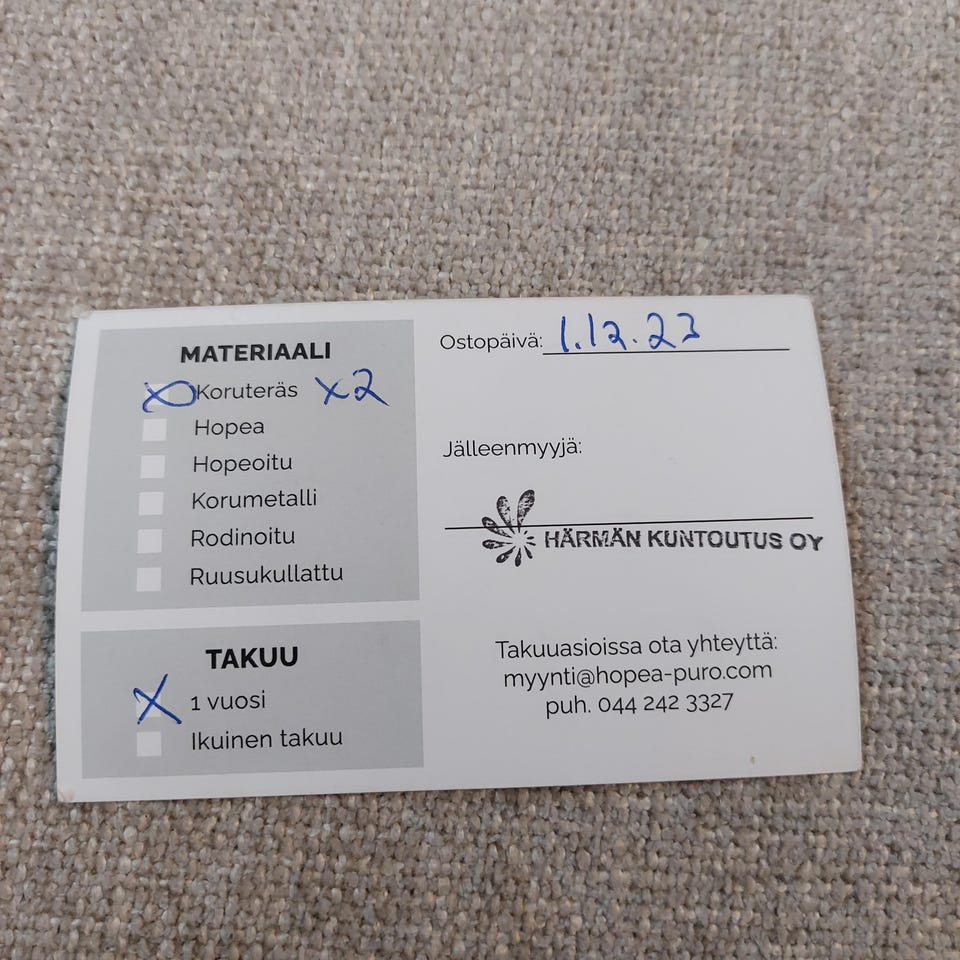 MATERIAALI
Koruteräs x2
Hopea
Hopeoitu
Korumetalli
Rodinoitu
Ruusukullattu
TAKUU
1 vuosi
Ikuinen takuu
Ostopäivä: 1.12.23
Jälleenmyyjä:
HÄRMÄN KUNTOUTUS OY
Takuuasioissa ota yhteyttä:
myynti@hopea-puro.com
puh. 044 242 3327